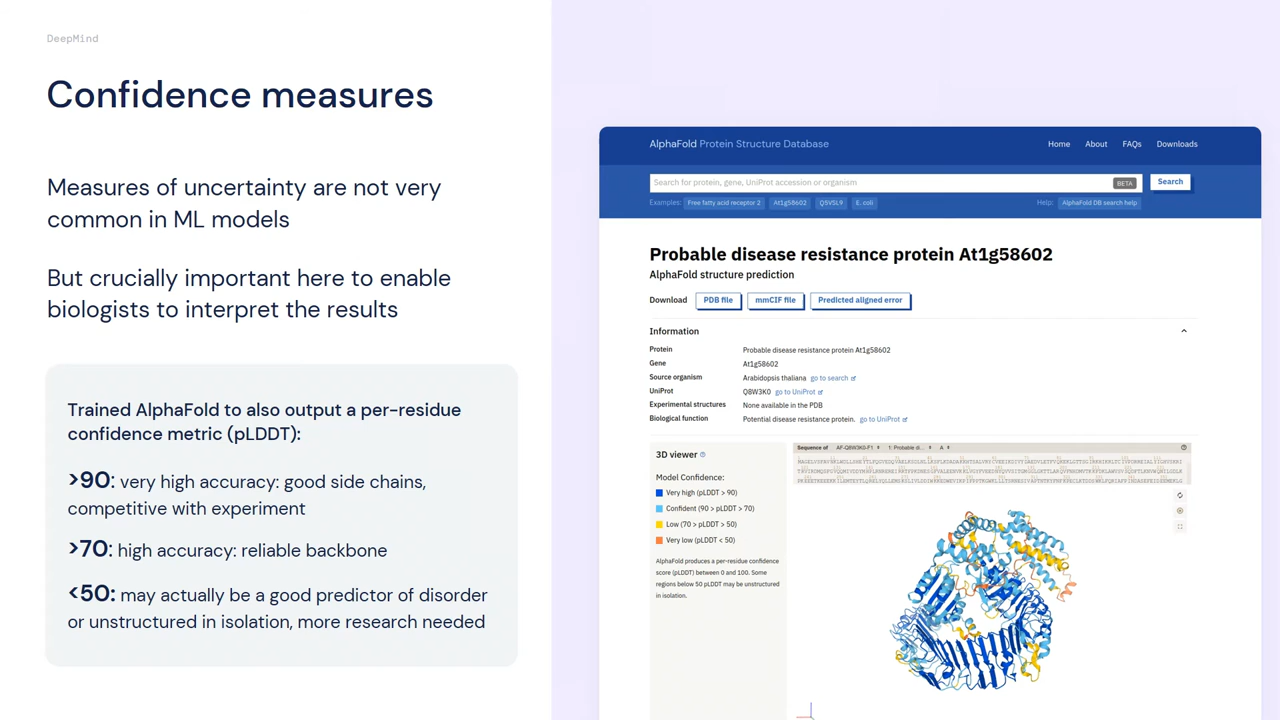 DeepMind
Confidence measures
Measures of uncertainty are not very
common in ML models
But crucially important here to enable
biologists to interpret the results
Trained AlphaFold to also output a per-residue
confidence metric (pLDDT):
>90: very high accuracy: good side chains,
competitive with experiment
>70: high accuracy: reliable backbone
<50: may actually be a good predictor of disorder
or unstructured in isolation, more research needed
AlphaFold Protein Structure Database
Home About FAQs Downloads
Search for protein, gene, UniProt accession or organism BETA Search
Examples: Free fatty acid receptor 2 At1g58602 Q5VSL9 E. coli Help: AlphaFold DB search help
Probable disease resistance protein At1g58602
AlphaFold structure prediction
Download PDB file mmCIF file Predicted aligned error
Information
Protein Probable disease resistance protein At1g58602
Gene At1g58602
Source organism Arabidopsis thaliana go to search
UniProt Q8W3K0 go to UniProt
Experimental structures None available in the PDB
Biological function Potential disease resistance protein. go to UniProt
3D viewer
Model Confidence:
Very high (pLDDT > 90)
Confident (90 > pLDDT > 70)
Low (70 > pLDDT > 50)
Very low (pLDDT < 50)
AlphaFold produces a per-residue confidence
score (pLDDT) between 0 and 100. Some
regions below 50 pLDDT may be unstructured
in isolation.
Sequence of AF-Q8W3K0-F1 1: Probable di... A